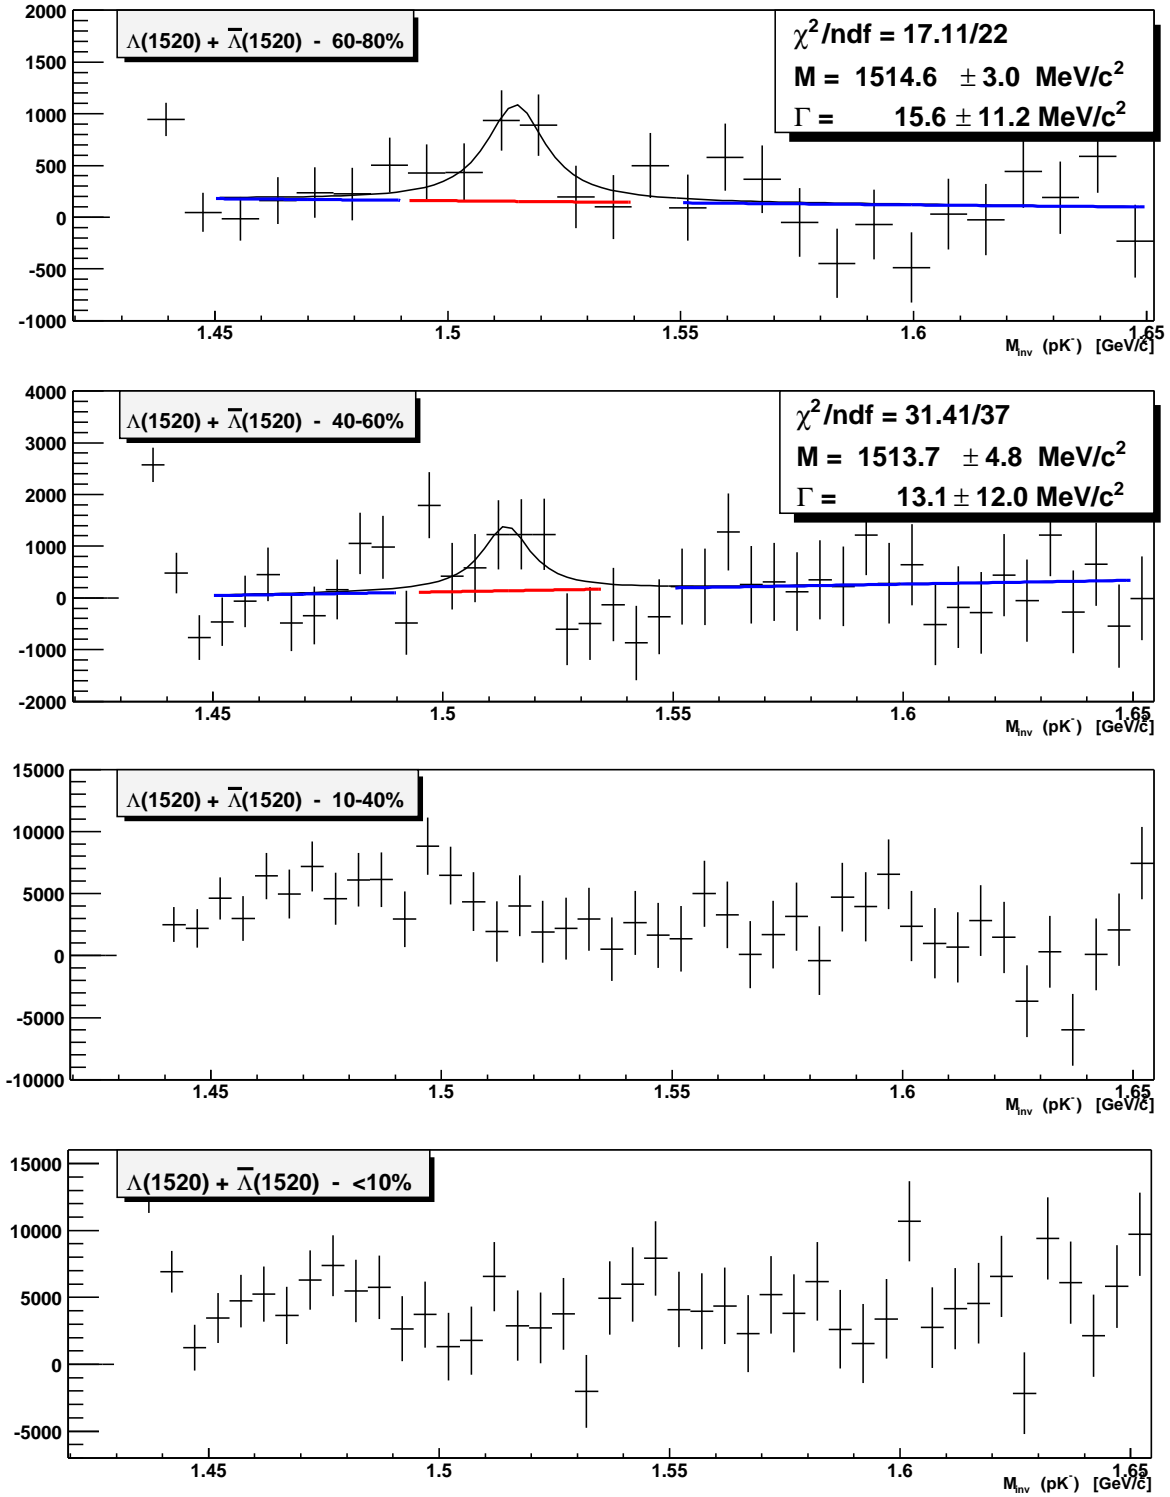 2000
Λ(1520) + Λ̅(1520) - 60-80%
χ²/ndf = 17.11/22
M = 1514.6 ± 3.0 MeV/c²
Γ = 15.6 ± 11.2 MeV/c²
1500
1000
500
0
-500
-1000
1.45 1.5 1.55 1.6 1.65
M_inv (pK⁻) [GeV/c²]
4000
Λ(1520) + Λ̅(1520) - 40-60%
χ²/ndf = 31.41/37
M = 1513.7 ± 4.8 MeV/c²
Γ = 13.1 ± 12.0 MeV/c²
3000
2000
1000
0
-1000
-2000
1.45 1.5 1.55 1.6 1.65
M_inv (pK⁻) [GeV/c²]
15000
Λ(1520) + Λ̅(1520) - 10-40%
10000
5000
0
-5000
-10000
1.45 1.5 1.55 1.6 1.65
M_inv (pK⁻) [GeV/c²]
15000
Λ(1520) + Λ̅(1520) - <10%
10000
5000
0
-5000
1.45 1.5 1.55 1.6 1.65
M_inv (pK⁻) [GeV/c²]